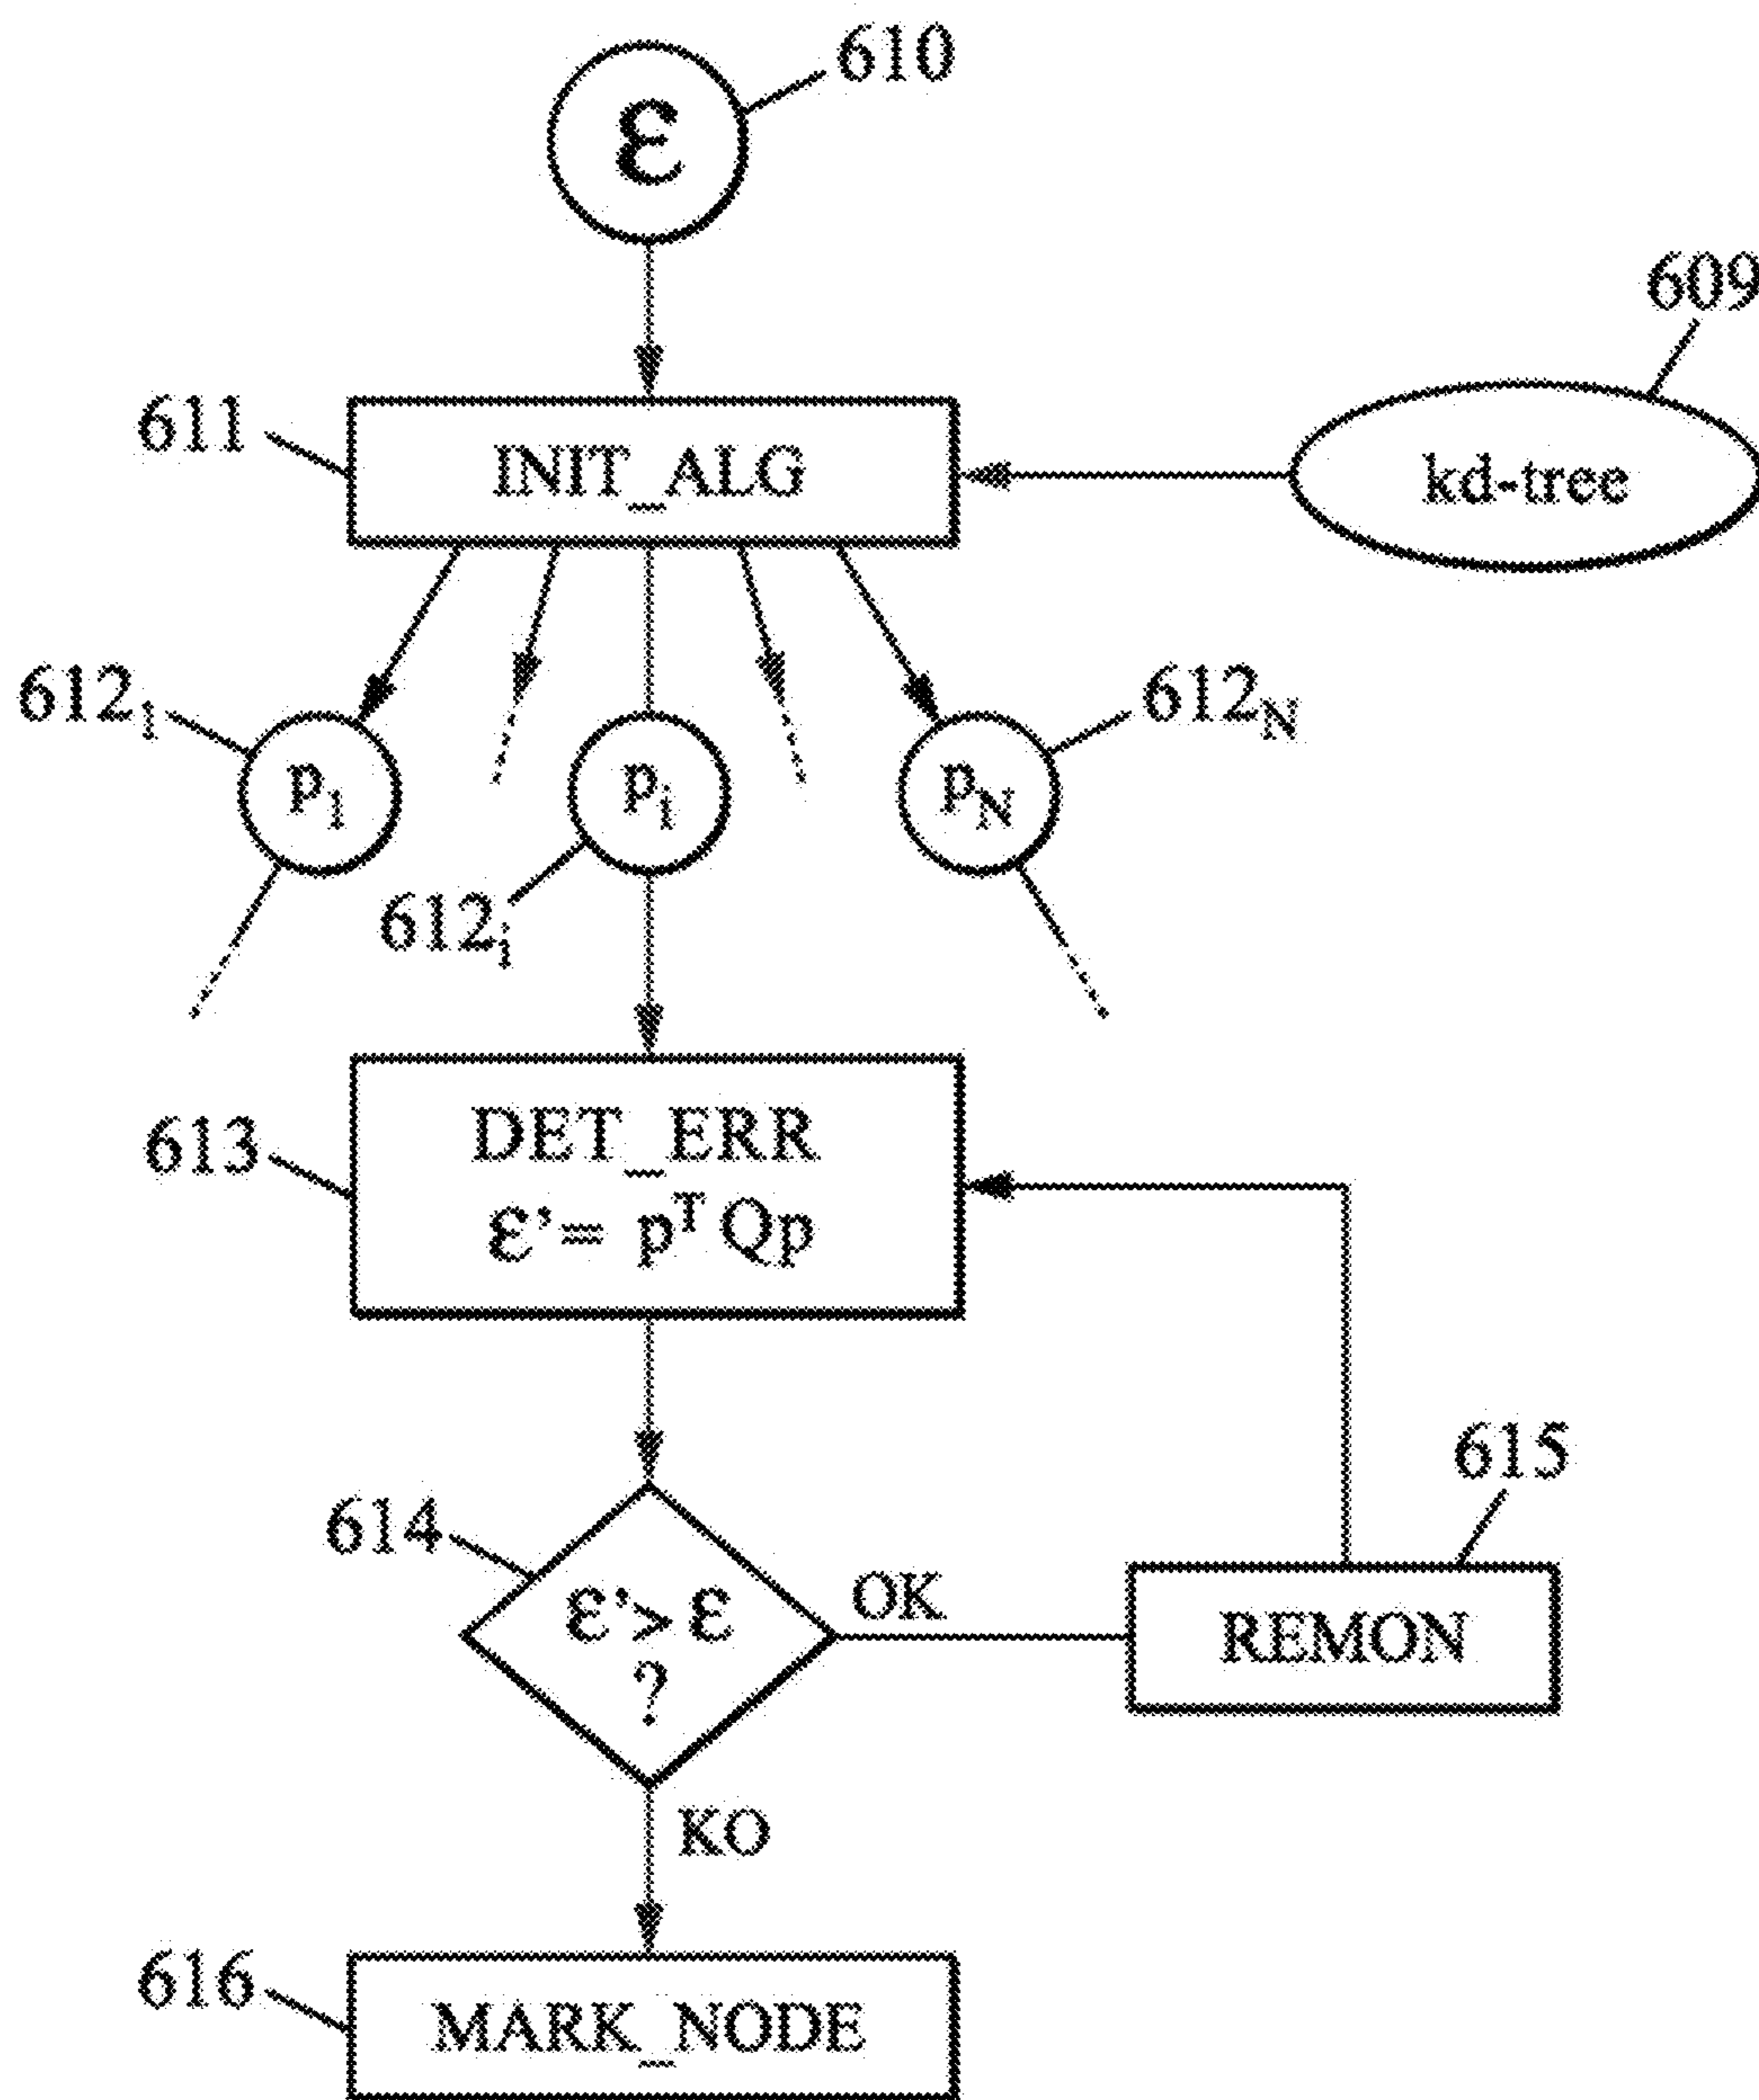 610
ε
609
611
INIT_ALG
kd-tree
612₁
612N
p₁
pᵢ
pN
612ᵢ
613
DET_ERR
ε’= pᵀQp
615
614
ε’> ε
?
OK
REMON
KO
616
MARK_NODE